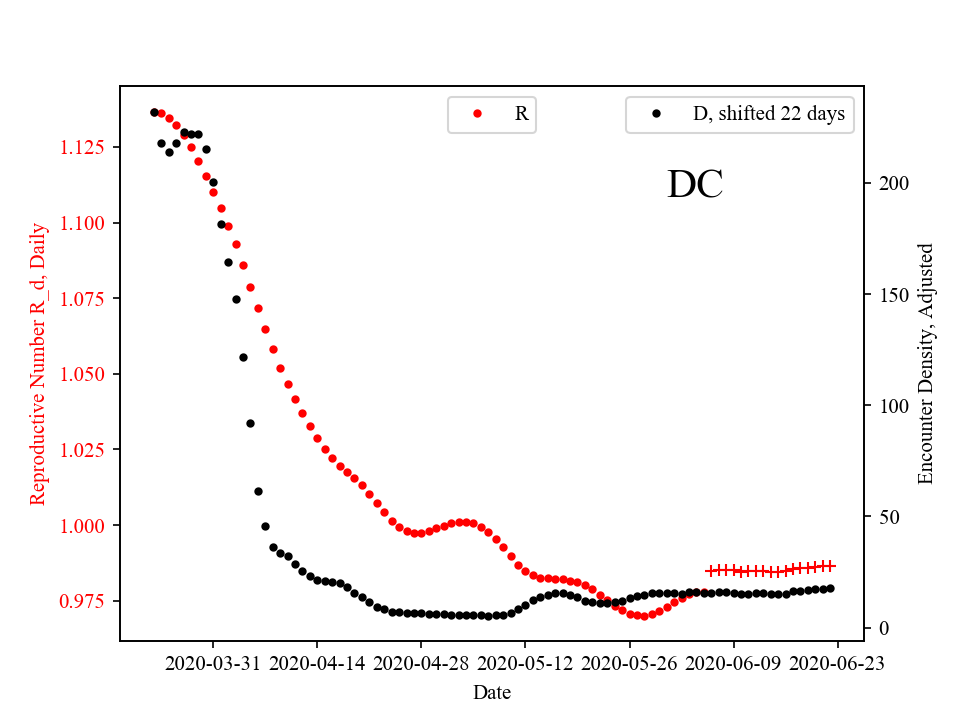 R
D, shifted 22 days
DC
Reproductive Number R_d, Daily
1.125
1.100
1.075
1.050
1.025
1.000
0.975
200
150
100
50
0
Encounter Density, Adjusted
2020-03-31 2020-04-14 2020-04-28 2020-05-12 2020-05-26 2020-06-09 2020-06-23
Date